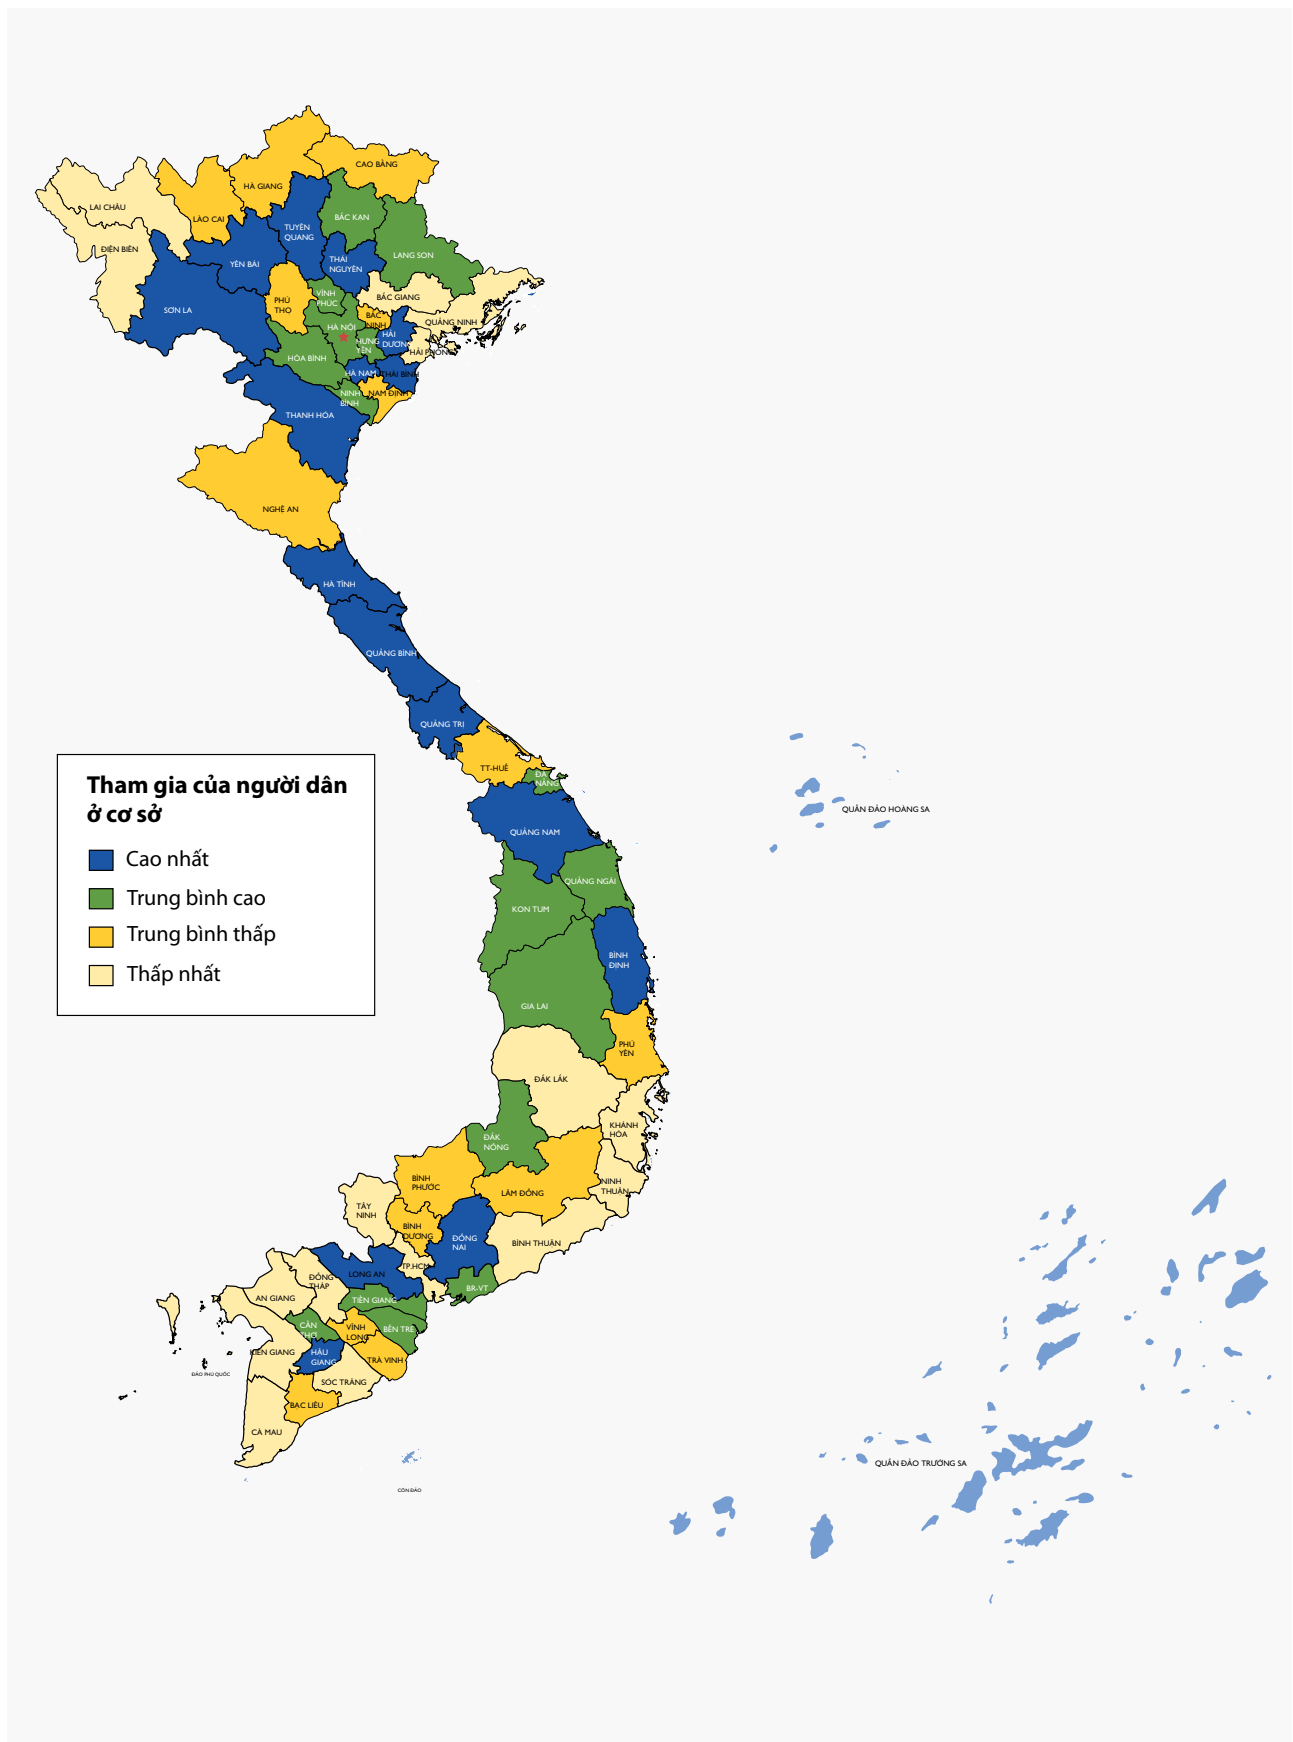 CAO BẰNG
HÀ GIANG
LAI CHÂU
LÀO CAI
BẮC KẠN
TUYÊN
QUANG
ĐIỆN BIÊN
LẠNG SƠN
YÊN BÁI
THÁI
NGUYÊN
SƠN LA
PHÚ
THỌ
VĨNH
PHÚC
BẮC GIANG
BẮC
NINH
QUẢNG NINH
HÀ NỘI
HẢI
DƯƠNG
HƯNG
YÊN
HẢI PHÒNG
HÒA BÌNH
HÀ NAM
THÁI BÌNH
NINH
BÌNH
NAM ĐỊNH
THANH HÓA
NGHỆ AN
HÀ TĨNH
QUẢNG BÌNH
QUẢNG TRỊ
TT-HUẾ
ĐÀ
NẴNG
Tham gia của người dân
ở cơ sở
Cao nhất
Trung bình cao
Trung bình thấp
Thấp nhất
QUẦN ĐẢO HOÀNG SA
QUẢNG NAM
QUẢNG NGÃI
KON TUM
BÌNH
ĐỊNH
GIA LAI
PHÚ
YÊN
ĐẮK LẮK
KHÁNH
HÒA
ĐẮK
NÔNG
BÌNH
PHƯỚC
LÂM ĐỒNG
NINH
THUẬN
TÂY
NINH
BÌNH
DƯƠNG
ĐỒNG
NAI
BÌNH THUẬN
TP.HCM
LONG AN
ĐỒNG
THÁP
BR-VT
AN GIANG
TIỀN GIANG
CẦN
THƠ
VĨNH
LONG
BẾN TRE
KIÊN GIANG
HẬU
GIANG
TRÀ VINH
ĐẢO PHÚ QUỐC
SÓC TRĂNG
BẠC LIÊU
CÀ MAU
CÔN ĐẢO
QUẦN ĐẢO TRƯỜNG SA